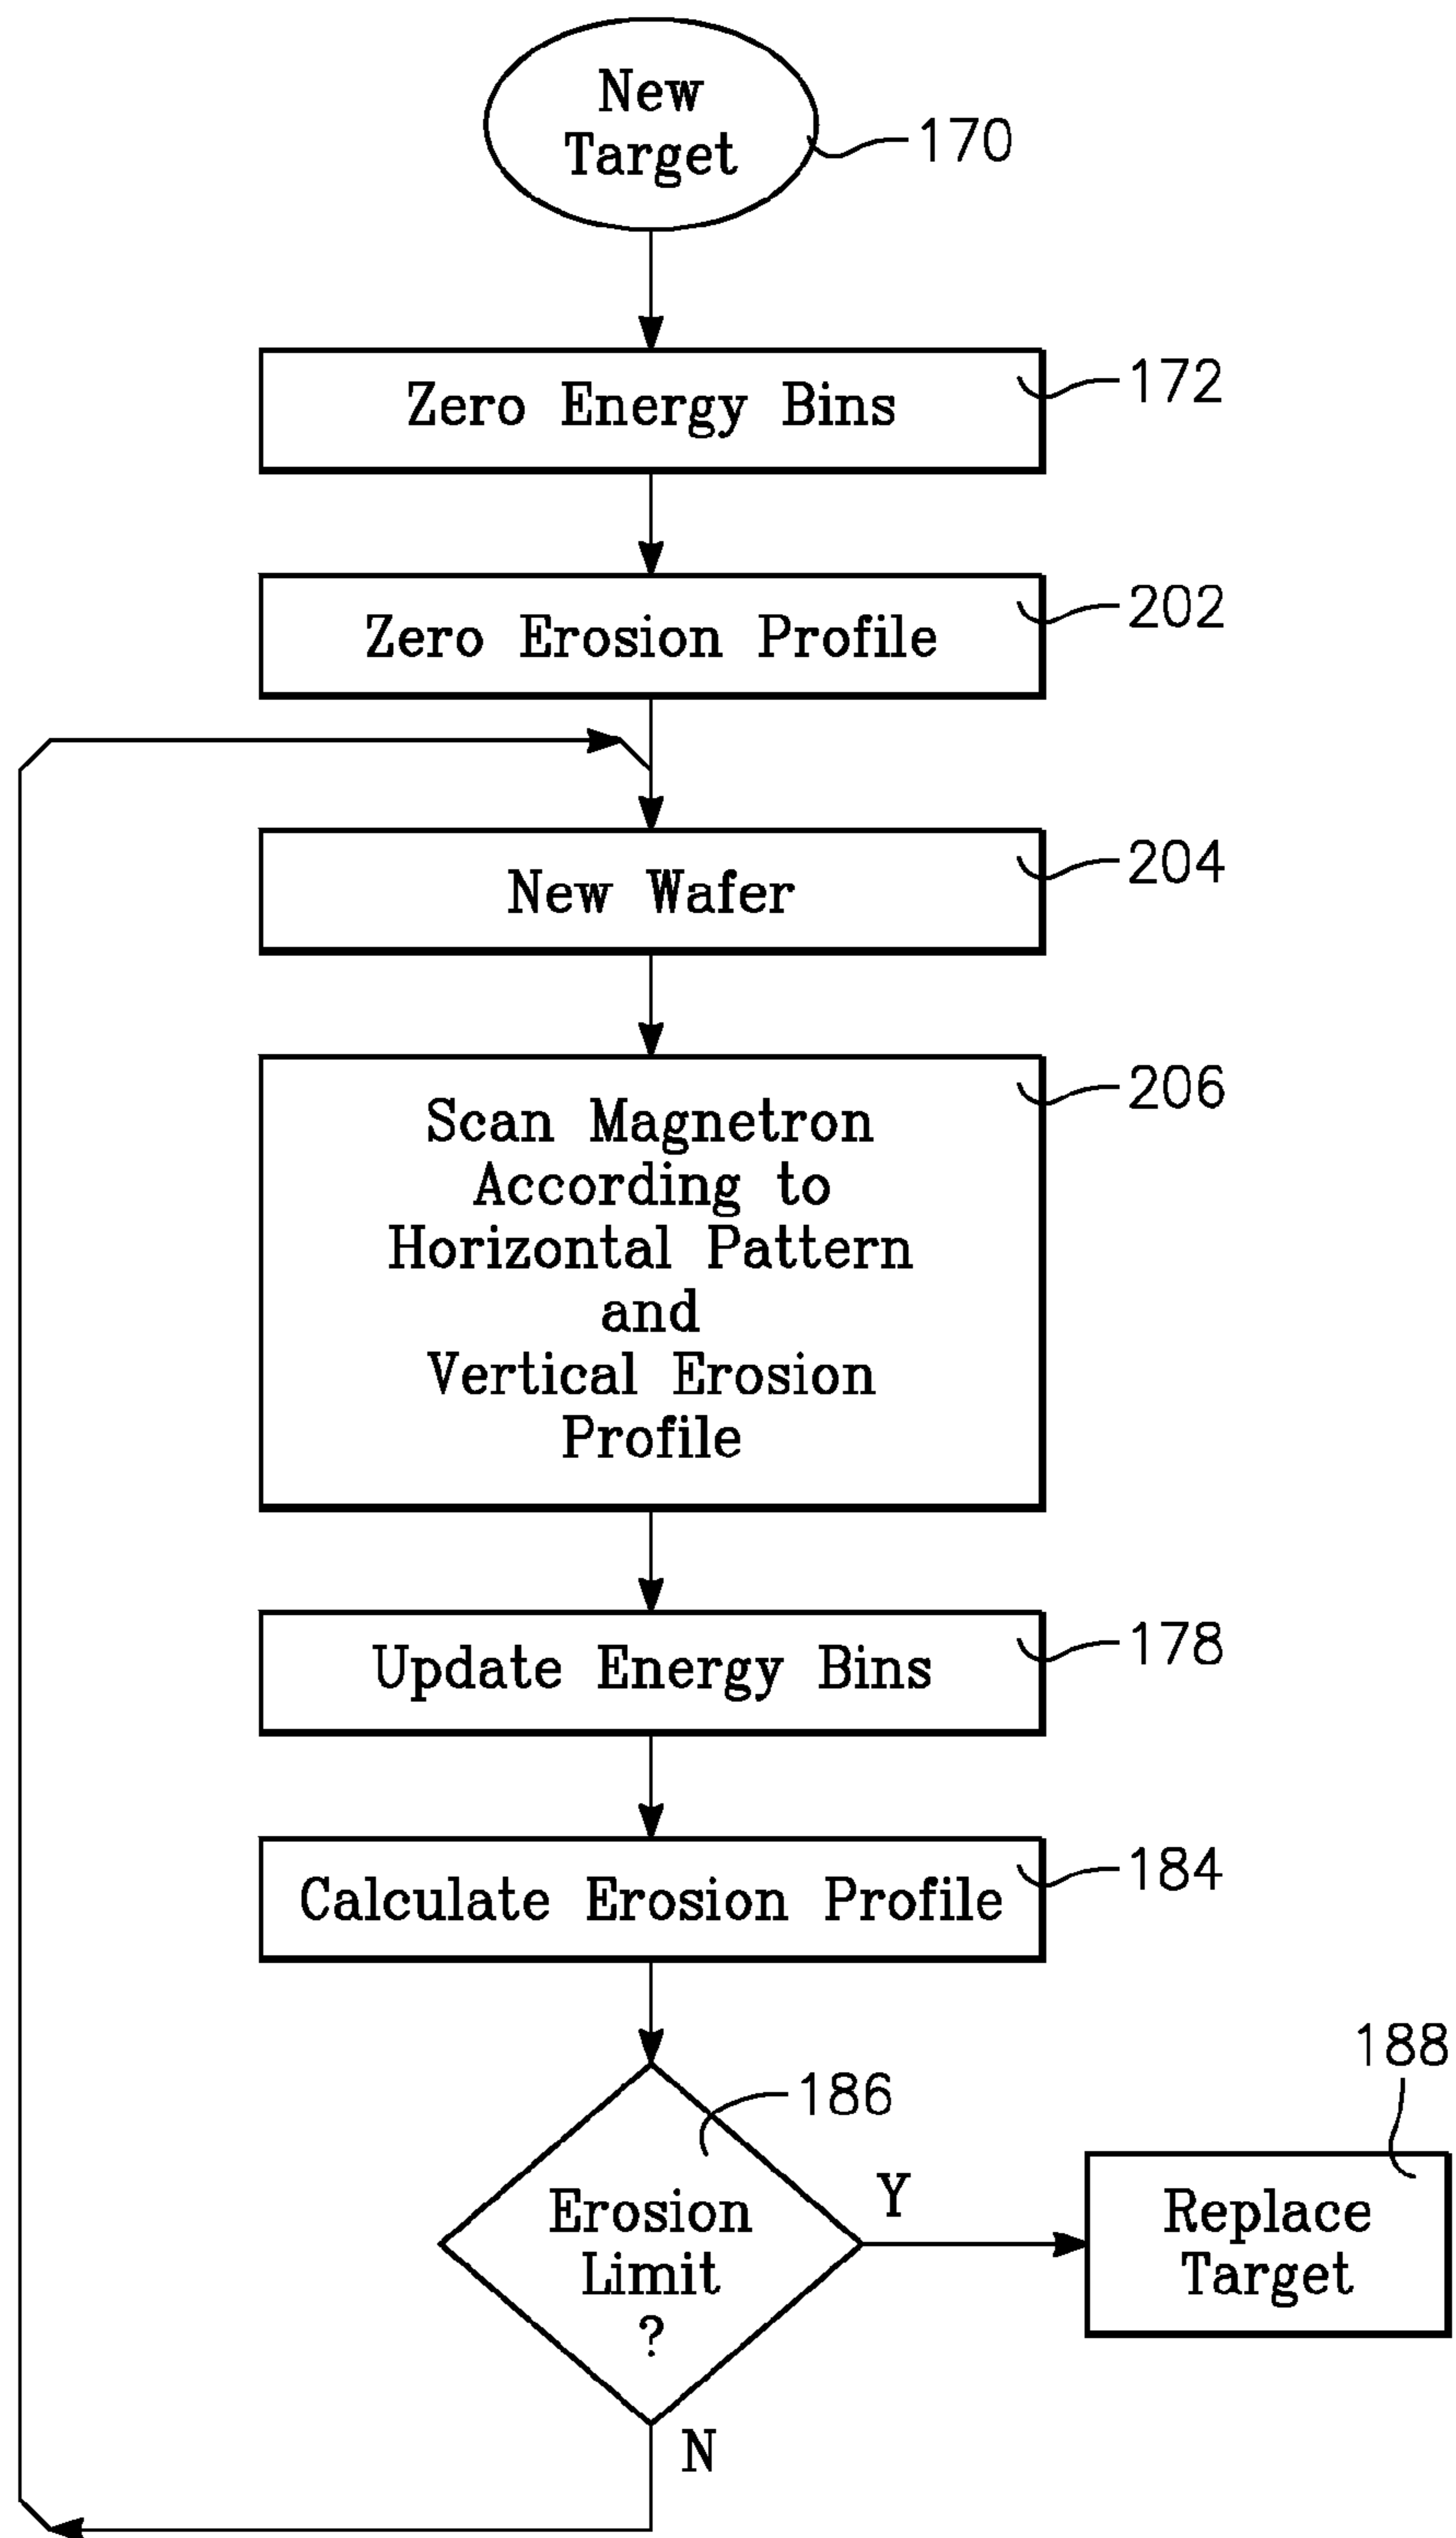 New
Target
170
Zero Energy Bins
172
Zero Erosion Profile
202
New Wafer
204
Scan Magnetron
According to
Horizontal Pattern
and
Vertical Erosion
Profile
206
Update Energy Bins
178
Calculate Erosion Profile
184
Erosion
Limit
?
186
Y
N
Replace
Target
188